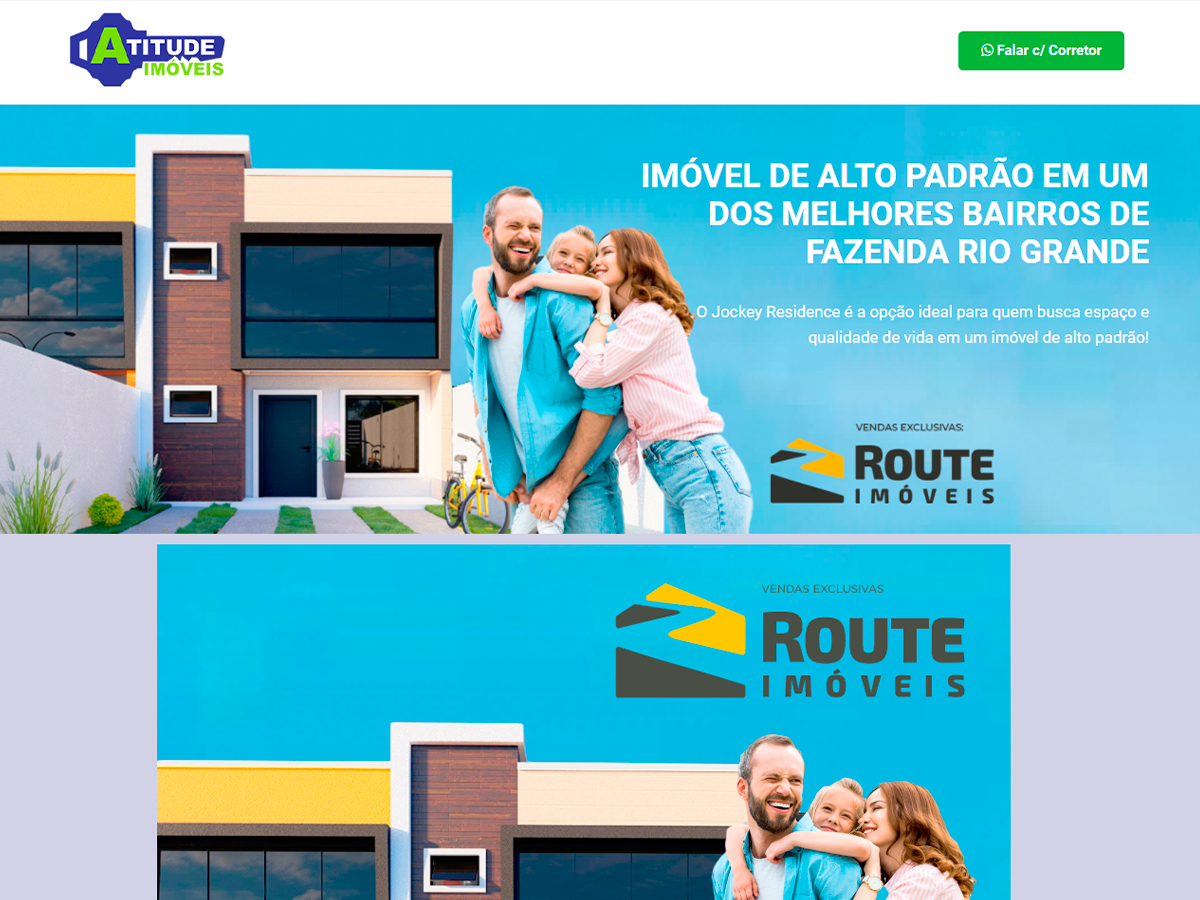 ATITUDE
IMÓVEIS
Falar c/ Corretor
IMÓVEL DE ALTO PADRÃO EM UM
DOS MELHORES BAIRROS DE
FAZENDA RIO GRANDE
O Jockey Residence é a opção ideal para quem busca espaço e
qualidade de vida em um imóvel de alto padrão!
VENDAS EXCLUSIVAS:
ROUTE
IMÓVEIS
VENDAS EXCLUSIVAS
ROUTE
IMÓVEIS